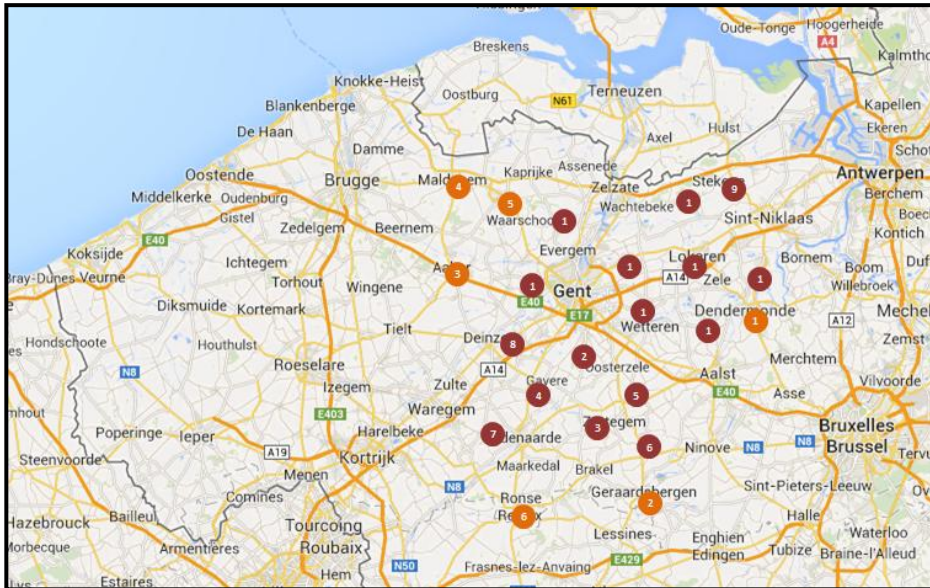 Oude-Tonge
Hoogerheide
A4
Kalmth
Breskens
Knokke-Heist
Oostburg
N61
Terneuzen
Blankenberge
Kapellen
Axel
Hulst
Ekeren
De Haan
Damme
Assenede
Oostende
Brugge
Maldegem
4
Kaprijke
Zelzate
Stekene
9
Antwerpen
Middelkerke
Oudenburg
5
Wachtebeke
1
Berchem
Gistel
Zedelgem
Beernem
Waarschoot
1
Sint-Niklaas
Kontich
Koksijde
E40
Evergem
Bray-Dunes
Veurne
Ichtegem
Torhout
Wingene
Aalter
3
1
Lokeren
1
Bornem
Boom
1
E40
Gent
A14
Zele
1
Willebroek
Diksmuide
Kortemark
E17
1
Wetteren
Dendermonde
1
1
A12
Hondschoote
Houthulst
Tielt
Deinze
8
Zemst
N8
Roeselare
A14
2
Oosterzele
Merchtem
Izegem
Zulte
Gavere
4
5
Aalst
E40
Asse
Vilvoorde
E403
Waregem
Poperinge
Ieper
Harelbeke
7
Oudenaarde
3
Zottegem
6
Ninove
N8
N8
Bruxelles
Brussel
Steenvoorde
A19
Kortrijk
Maarkedal
Brakel
Menen
N8
Sint-Pieters-Leeuw
Comines
Ronse
Renaix
6
Geraardsbergen
2
Hazebrouck
Bailleul
Tourcoing
Lessines
Enghien
Edingen
Halle
Morbecque
Armentières
Roubaix
Waterloo
Tubize
Braine-l'Alleud
Hem
N50
E429
Frasnes-lez-Anvaing
Estaires